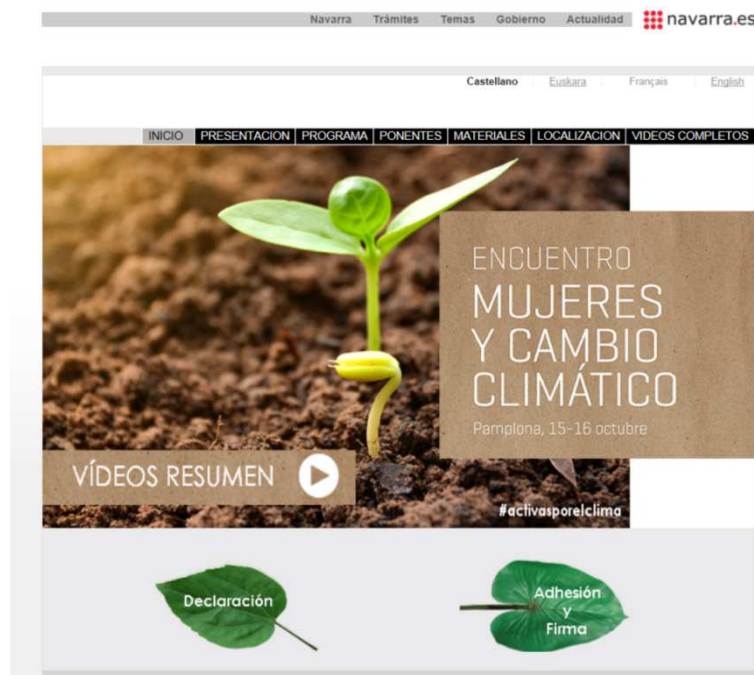 Navarra Trámites Temas Gobierno Actualidad navarra.es
Castellano Euskara Français English
INICIO PRESENTACION PROGRAMA PONENTES MATERIALES LOCALIZACION VIDEOS COMPLETOS
ENCUENTRO
MUJERES
Y CAMBIO
CLIMÁTICO
Pamplona, 15-16 octubre
VÍDEOS RESUMEN
#activasporelclima
Declaración
Adhesión
y
Firma